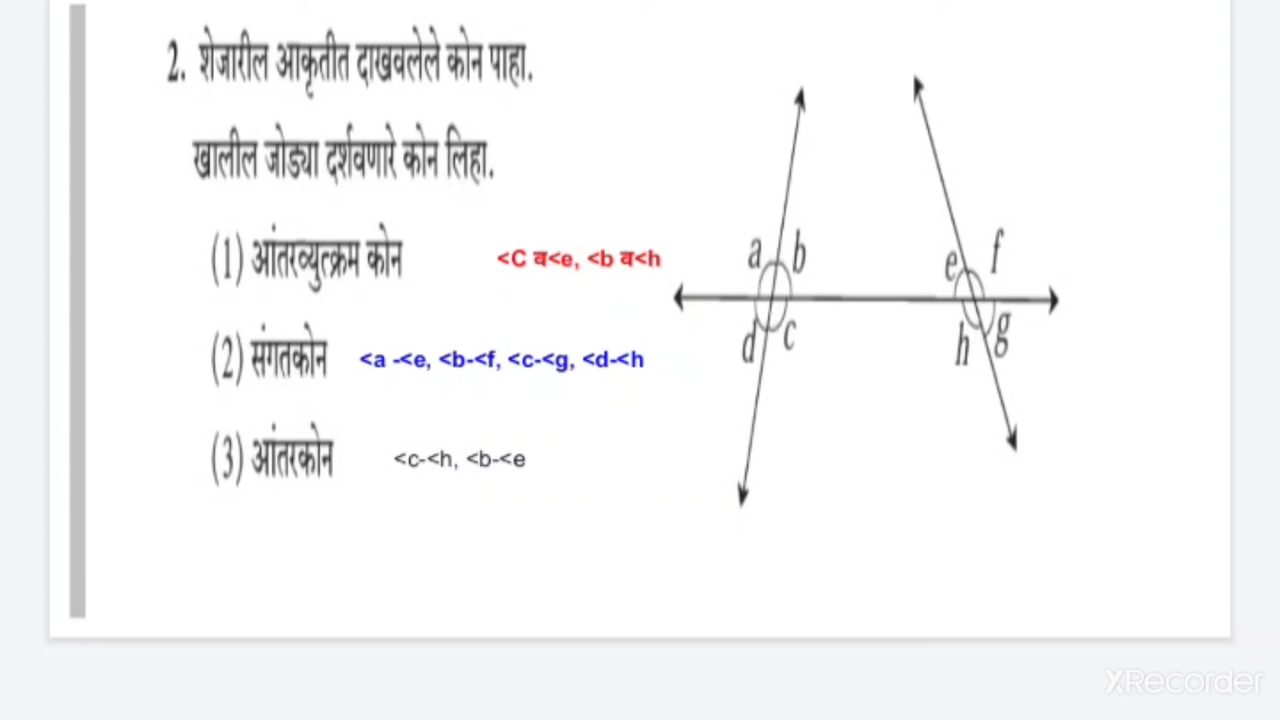 2. शेजारील आकृतीत दाखवलेले कोन पाहा.
खालील जोड्या दर्शवणारे कोन लिहा.
(1) आंतरव्युत्क्रम कोन <C व<e, <b व<h
(2) संगतकोन <a -<e, <b-<f, <c-<g, <d-<h
(3) आंतरकोन <c-<h, <b-<e
a b
e f
d c
h g
XRecorder